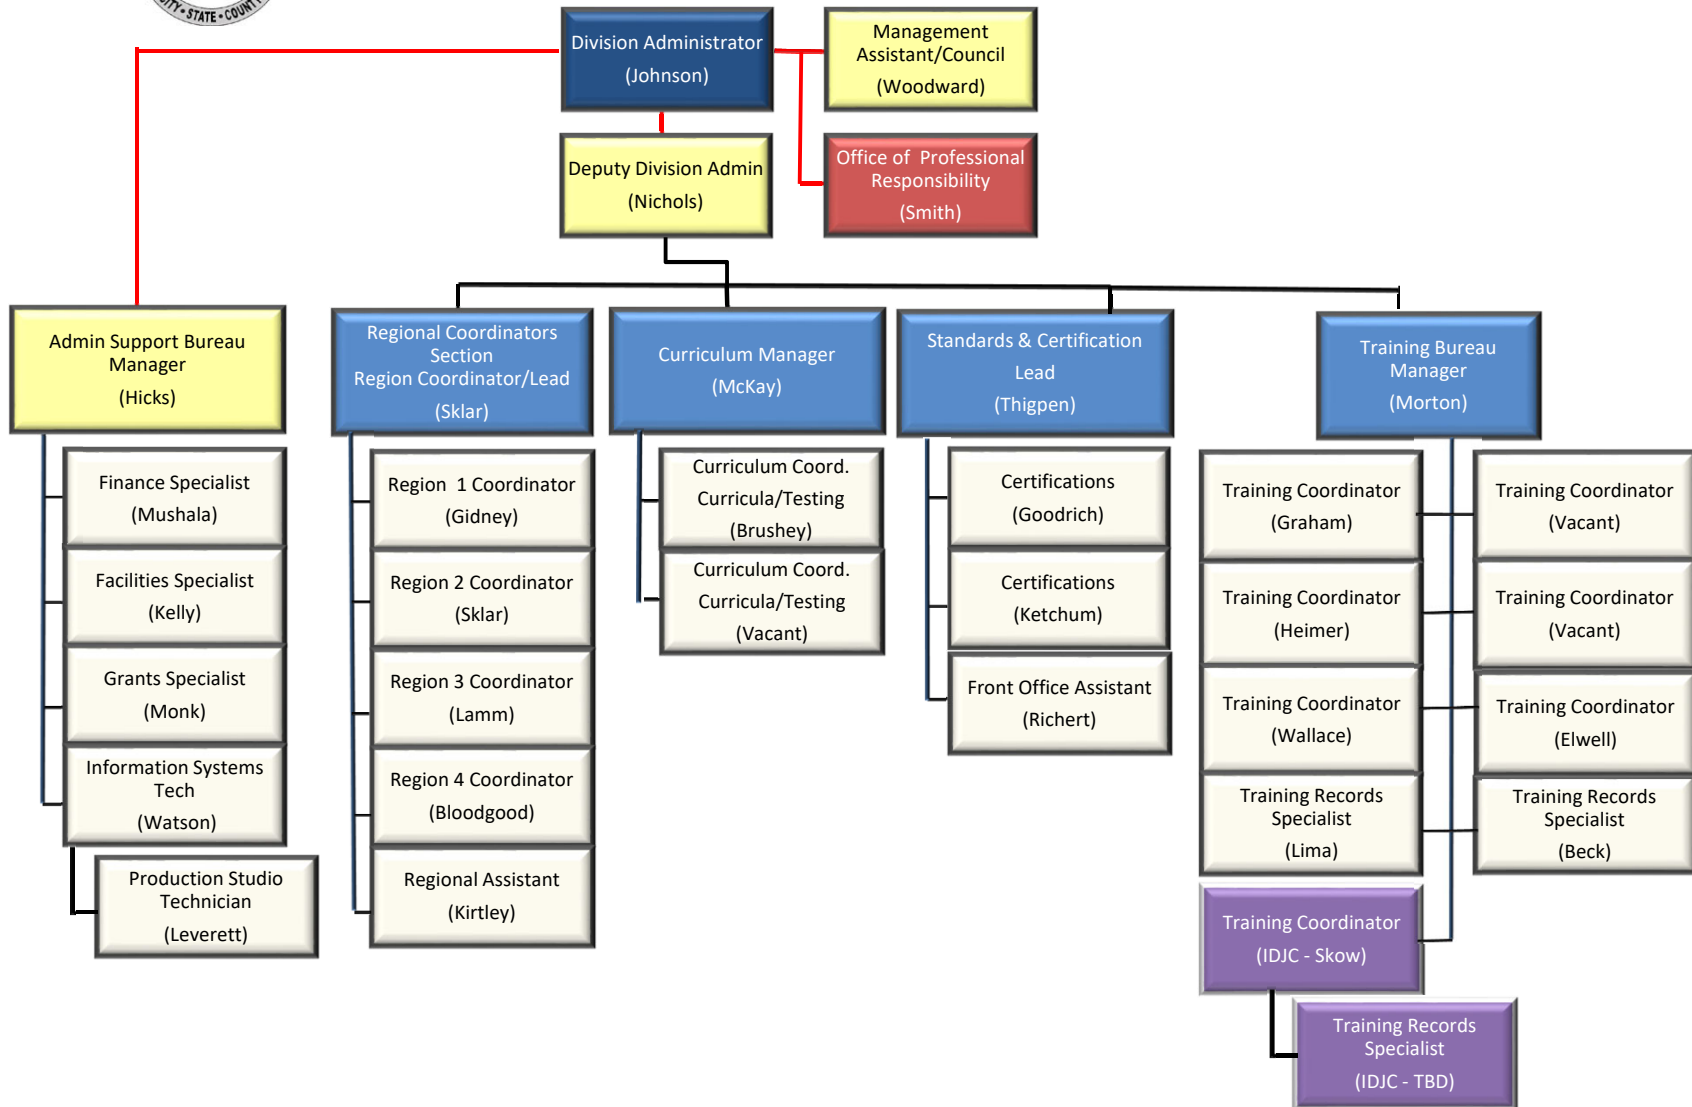 CITY • STATE • COUNTY
Division Administrator
(Johnson)
Management
Assistant/Council
(Woodward)
Deputy Division Admin
(Nichols)
Office of  Professional
Responsibility
(Smith)
Admin Support Bureau
Manager
(Hicks)
Regional Coordinators
Section
Region Coordinator/Lead
(Sklar)
Curriculum Manager
(McKay)
Standards & Certification
Lead
(Thigpen)
Training Bureau
Manager
(Morton)
Finance Specialist
(Mushala)
Facilities Specialist
(Kelly)
Grants Specialist
(Monk)
Information Systems
Tech
(Watson)
Production Studio
Technician
(Leverett)
Region  1 Coordinator
(Gidney)
Region 2 Coordinator
(Sklar)
Region 3 Coordinator
(Lamm)
Region 4 Coordinator
(Bloodgood)
Regional Assistant
(Kirtley)
Curriculum Coord.
Curricula/Testing
(Brushey)
Curriculum Coord.
Curricula/Testing
(Vacant)
Certifications
(Goodrich)
Certifications
(Ketchum)
Front Office Assistant
(Richert)
Training Coordinator
(Graham)
Training Coordinator
(Vacant)
Training Coordinator
(Heimer)
Training Coordinator
(Vacant)
Training Coordinator
(Wallace)
Training Coordinator
(Elwell)
Training Records
Specialist
(Lima)
Training Records
Specialist
(Beck)
Training Coordinator
(IDJC - Skow)
Training Records
Specialist
(IDJC - TBD)